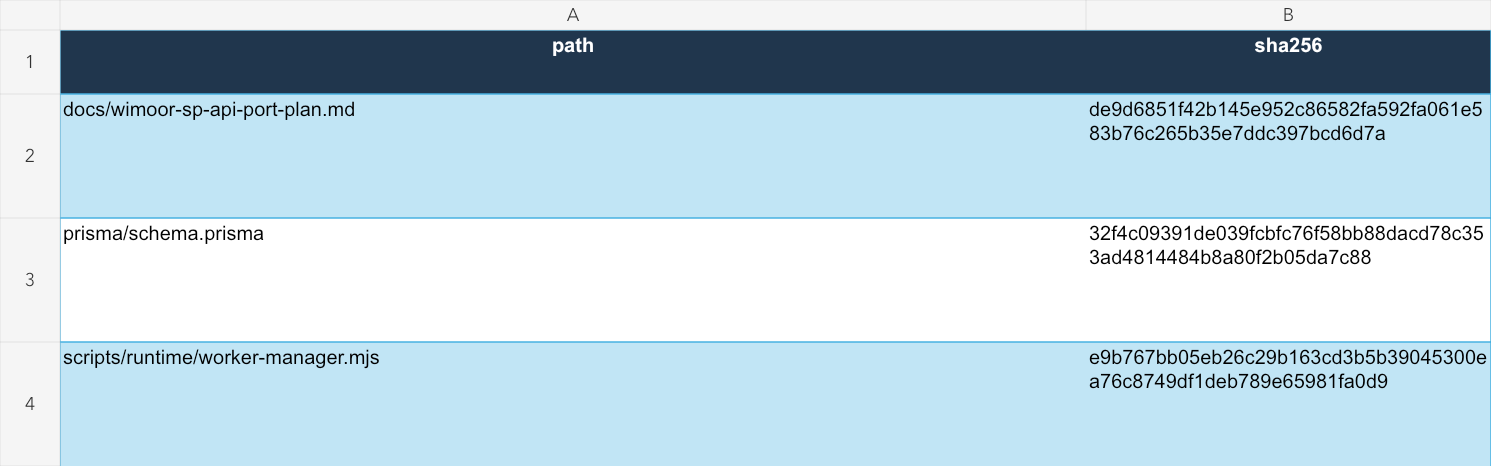 A B
1 path sha256
2 docs/wimoor-sp-api-port-plan.md de9d6851f42b145e952c86582fa592fa061e5
83b76c265b35e7ddc397bcd6d7a
3 prisma/schema.prisma 32f4c09391de039fcbfc76f58bb88dacd78c35
3ad4814484b8a80f2b05da7c88
4 scripts/runtime/worker-manager.mjs e9b767bb05eb26c29b163cd3b5b39045300e
a76c8749df1deb789e65981fa0d9